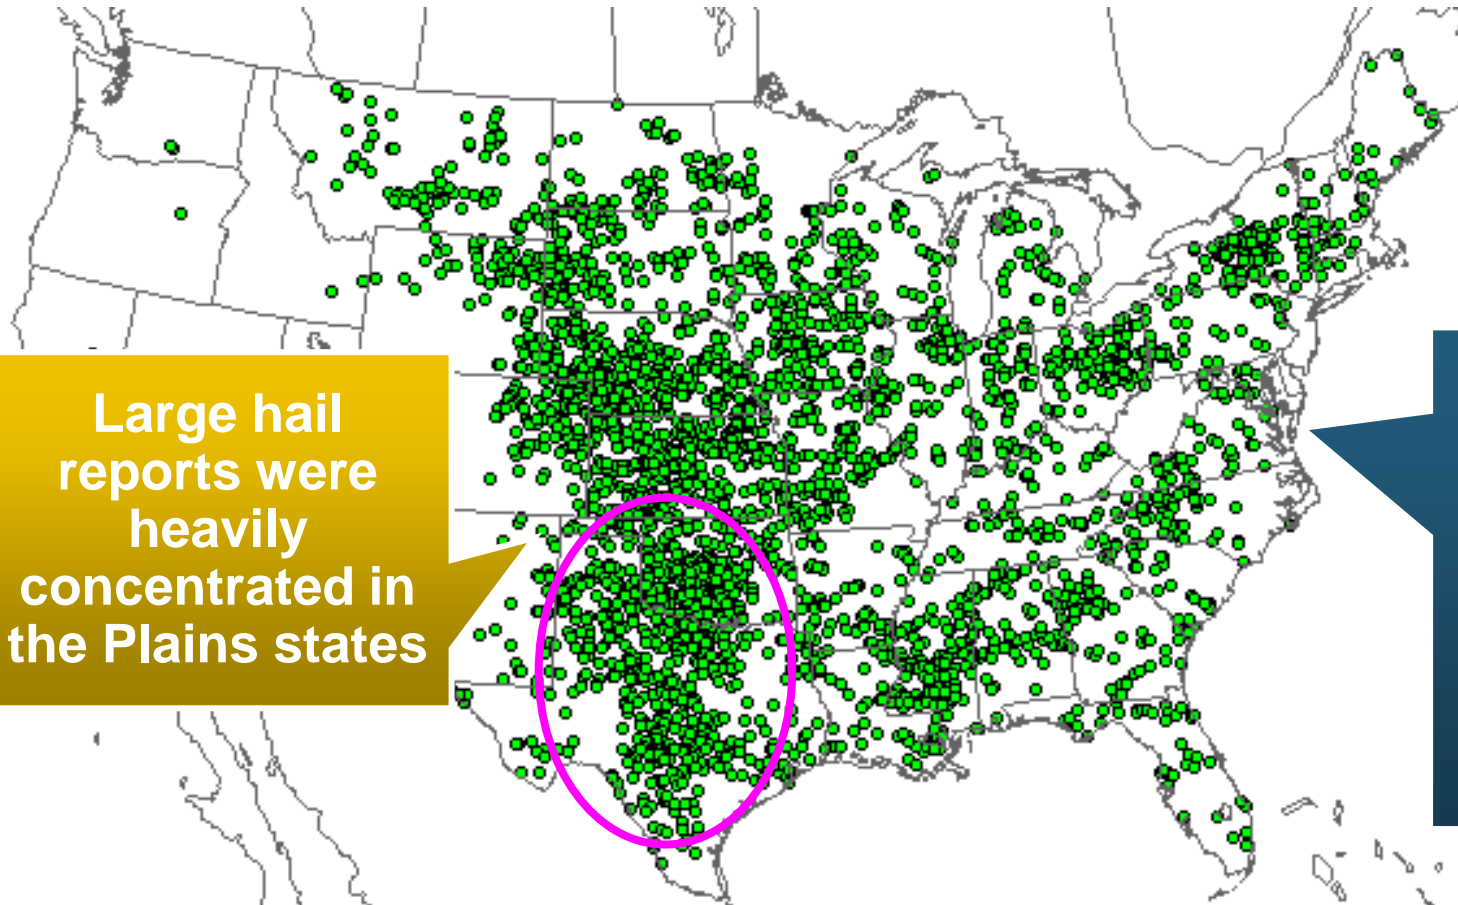 Large hail
reports were
heavily
concentrated in
the Plains states